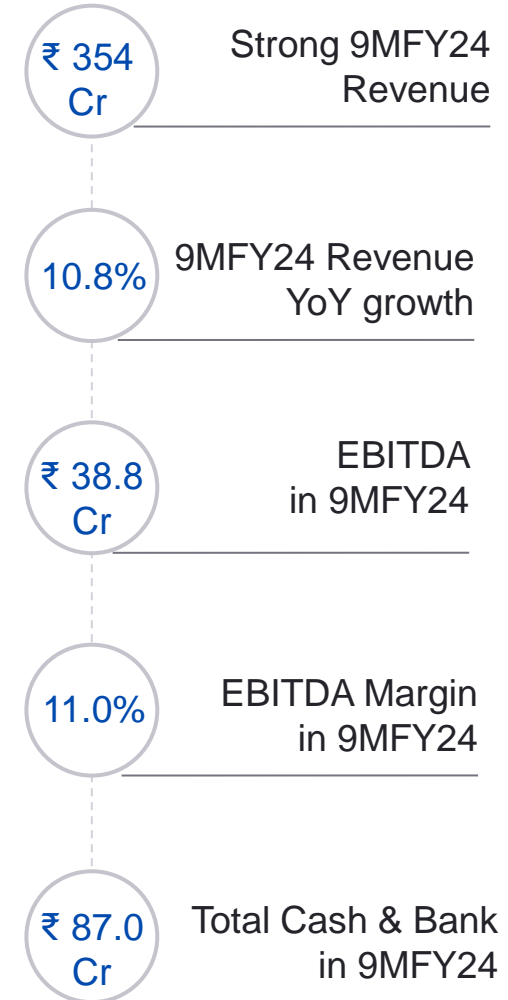 ₹ 354
Cr
Strong 9MFY24
Revenue
10.8%
9MFY24 Revenue
YoY growth
₹ 38.8
Cr
EBITDA
in 9MFY24
11.0%
EBITDA Margin
in 9MFY24
₹ 87.0
Cr
Total Cash & Bank
in 9MFY24